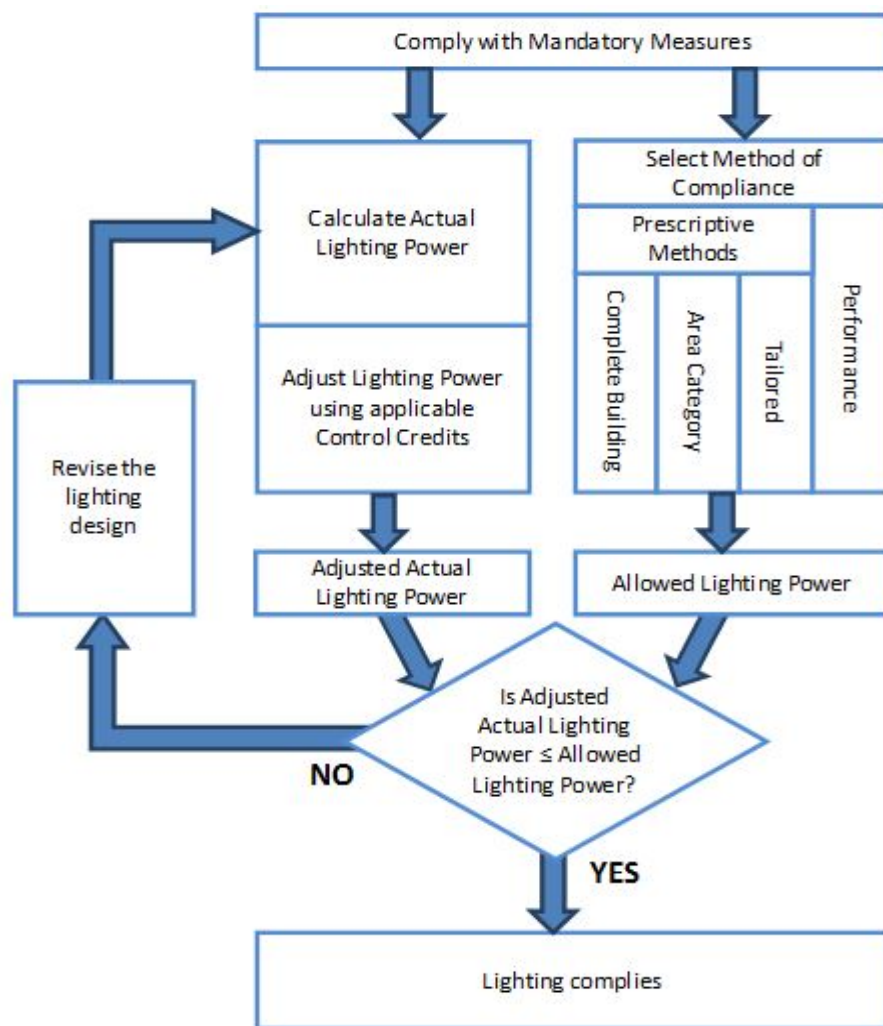 Comply with Mandatory Measures
Calculate Actual
Lighting Power
Adjust Lighting Power
using applicable
Control Credits
Select Method of
Compliance
Prescriptive
Methods
Complete Building
Area Category
Tailored
Performance
Revise the
lighting
design
Adjusted Actual
Lighting Power
Allowed Lighting Power
Is Adjusted
Actual Lighting
Power ≤ Allowed
Lighting Power?
NO
YES
Lighting complies